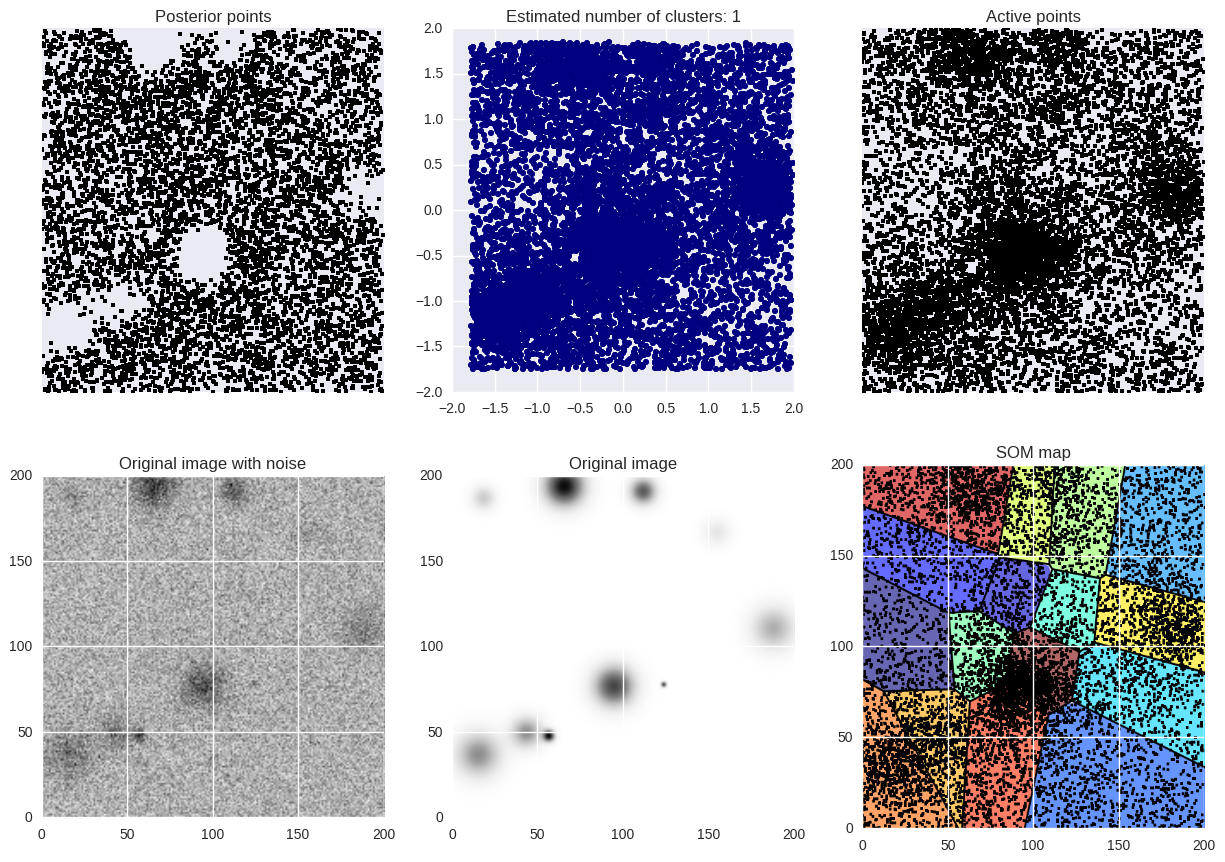 Posterior points
Estimated number of clusters: 1
Active points
2.0
1.5
1.0
0.5
0.0
−0.5
−1.0
−1.5
−2.0
−2.0 −1.5 −1.0 −0.5 0.0 0.5 1.0 1.5 2.0
Original image with noise
Original image
SOM map
200
150
100
50
0
0 50 100 150 200
200
150
100
50
0
0 50 100 150 200
200
150
100
50
0
0 50 100 150 200